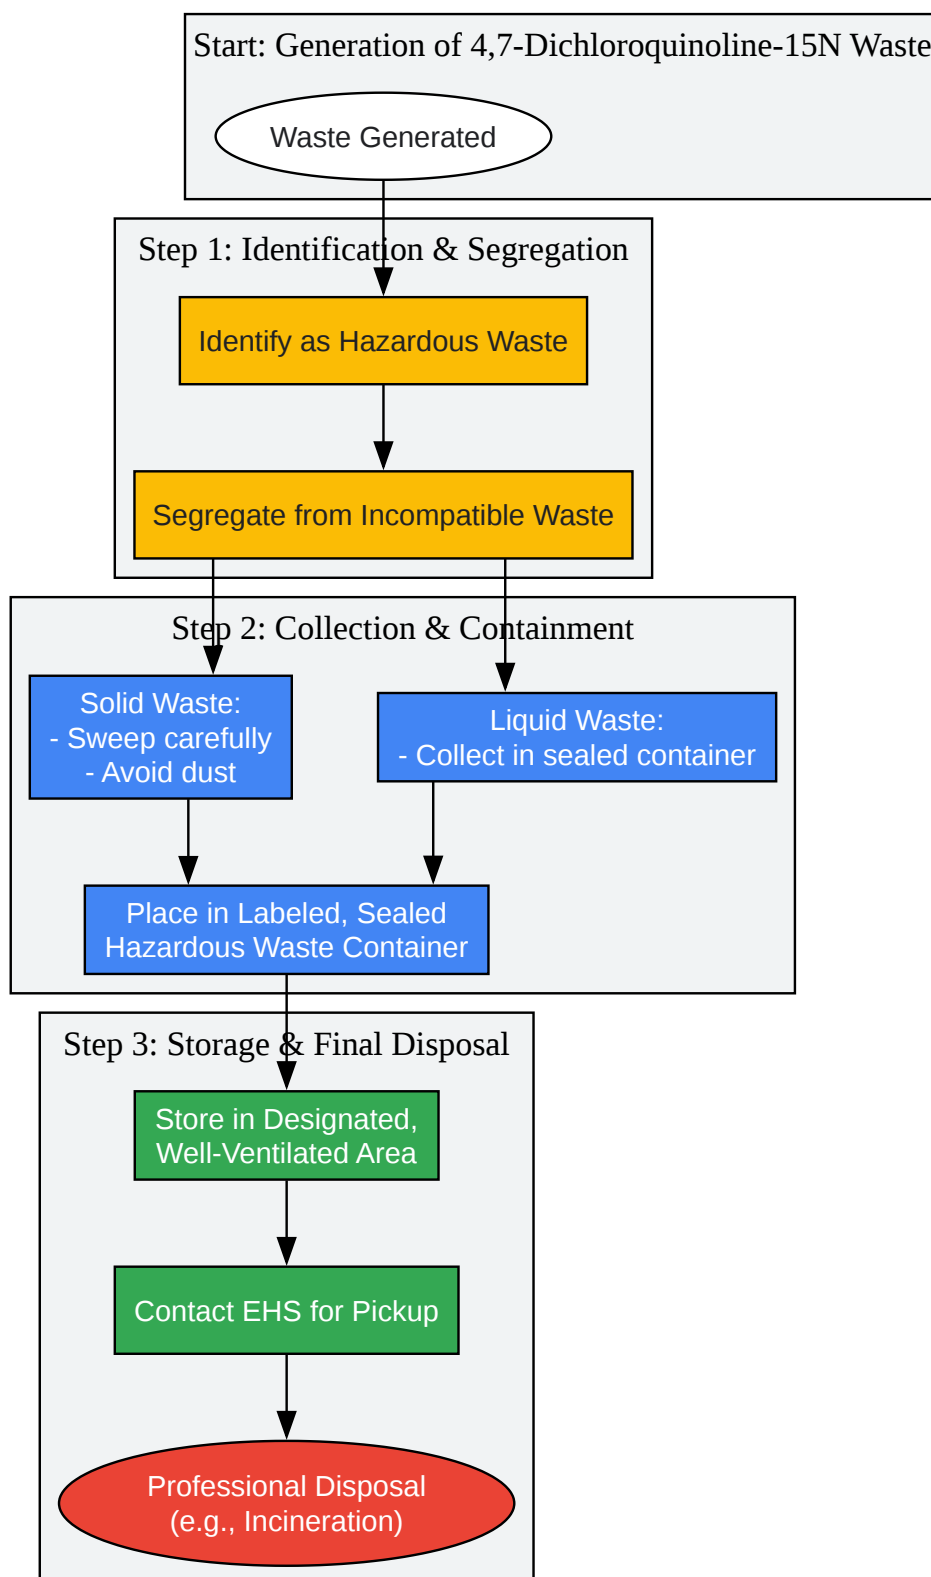 Start: Generation of 4,7-Dichloroquinoline-15N Waste
Waste Generated
Step 1: Identification & Segregation
Identify as Hazardous Waste
Segregate from Incompatible Waste
Step 2: Collection & Containment
Solid Waste:
- Sweep carefully
- Avoid dust
Liquid Waste:
- Collect in sealed container
Place in Labeled, Sealed
Hazardous Waste Container
Step 3: Storage & Final Disposal
Store in Designated,
Well-Ventilated Area
Contact EHS for Pickup
Professional Disposal
(e.g., Incineration)